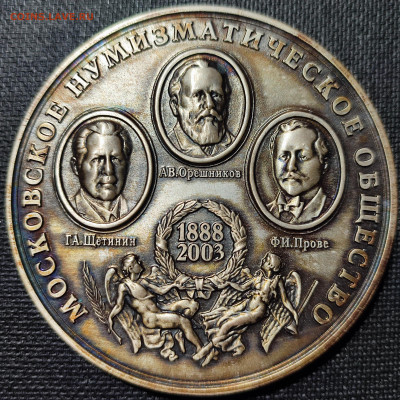 МОСКОВСКОЕ НУМИЗМАТИЧЕСКОЕ ОБЩЕСТВО
А.В.Орешников
Г.А.Щетинин
Ф.И.Прове
1888
2003